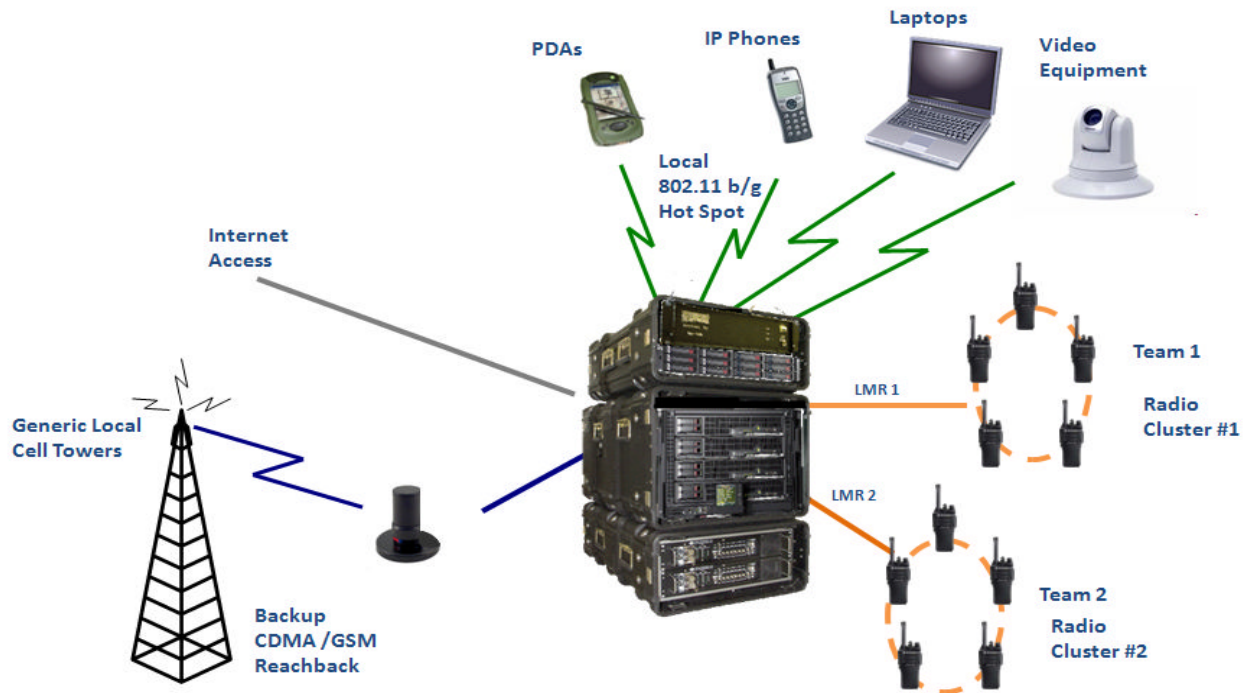 PDAs
IP Phones
Laptops
Video
Equipment
Local
802.11 b/g
Hot Spot
Internet
Access
Team 1
LMR 1
Radio
Cluster #1
Generic Local
Cell Towers
LMR 2
Team 2
Radio
Cluster #2
Backup
CDMA /GSM
Reachback